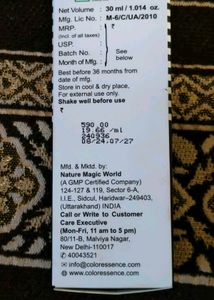 Net Volume : 30 ml / 1.014 oz.
Mfg. Lic No. : M-6/C/UA/2010
MRP : ₹
(Incl. of all taxes)
USP.
Batch No. :
Month of Mfg. :
See below
Best before 36 months from date of mfg.
Store in cool & dry place,
For external use only.
Shake well before use
₹
590.00
19.66 /ml
240936
08/24.07/27
Mfd. & Mktd. by:
Nature Magic World
(A GMP Certified Company)
124-127 & 119, Sector 6-A,
I.I.E., Sidcul, Haridwar-249403,
(Uttarakhand) INDIA
Call or Write to Customer
Care Executive
(Mon-Fri, 11 am to 5 pm)
80/11-B, Malviya Nagar,
New Delhi-110017
40043521
info@coloressence.com
www.coloressence.com